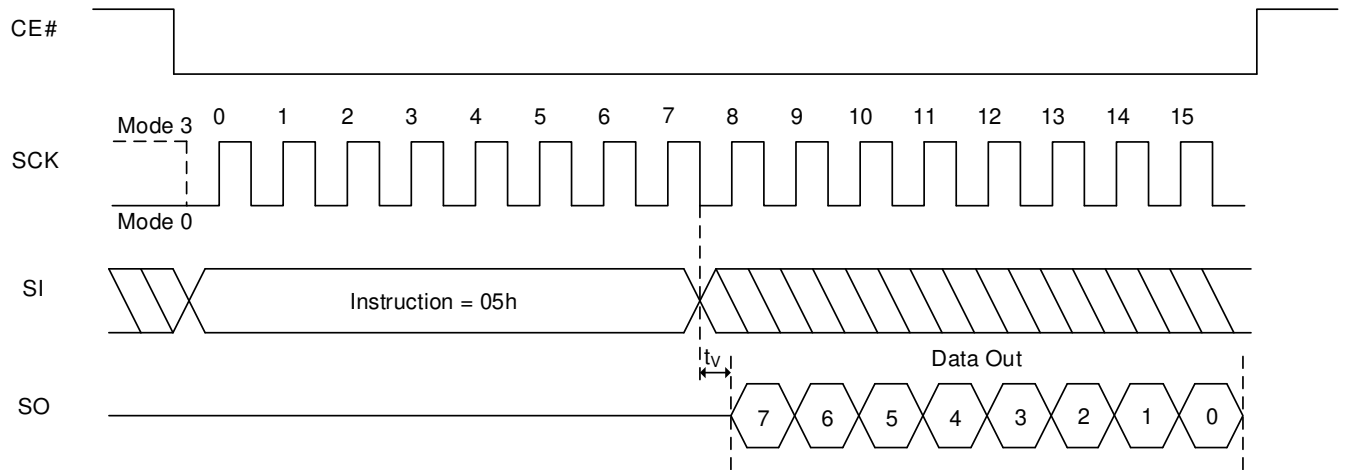 CE#
Mode 3
0 1 2 3 4 5 6 7 8 9 10 11 12 13 14 15
SCK
Mode 0
SI
Instruction = 05h
tV
Data Out
SO
7 6 5 4 3 2 1 0